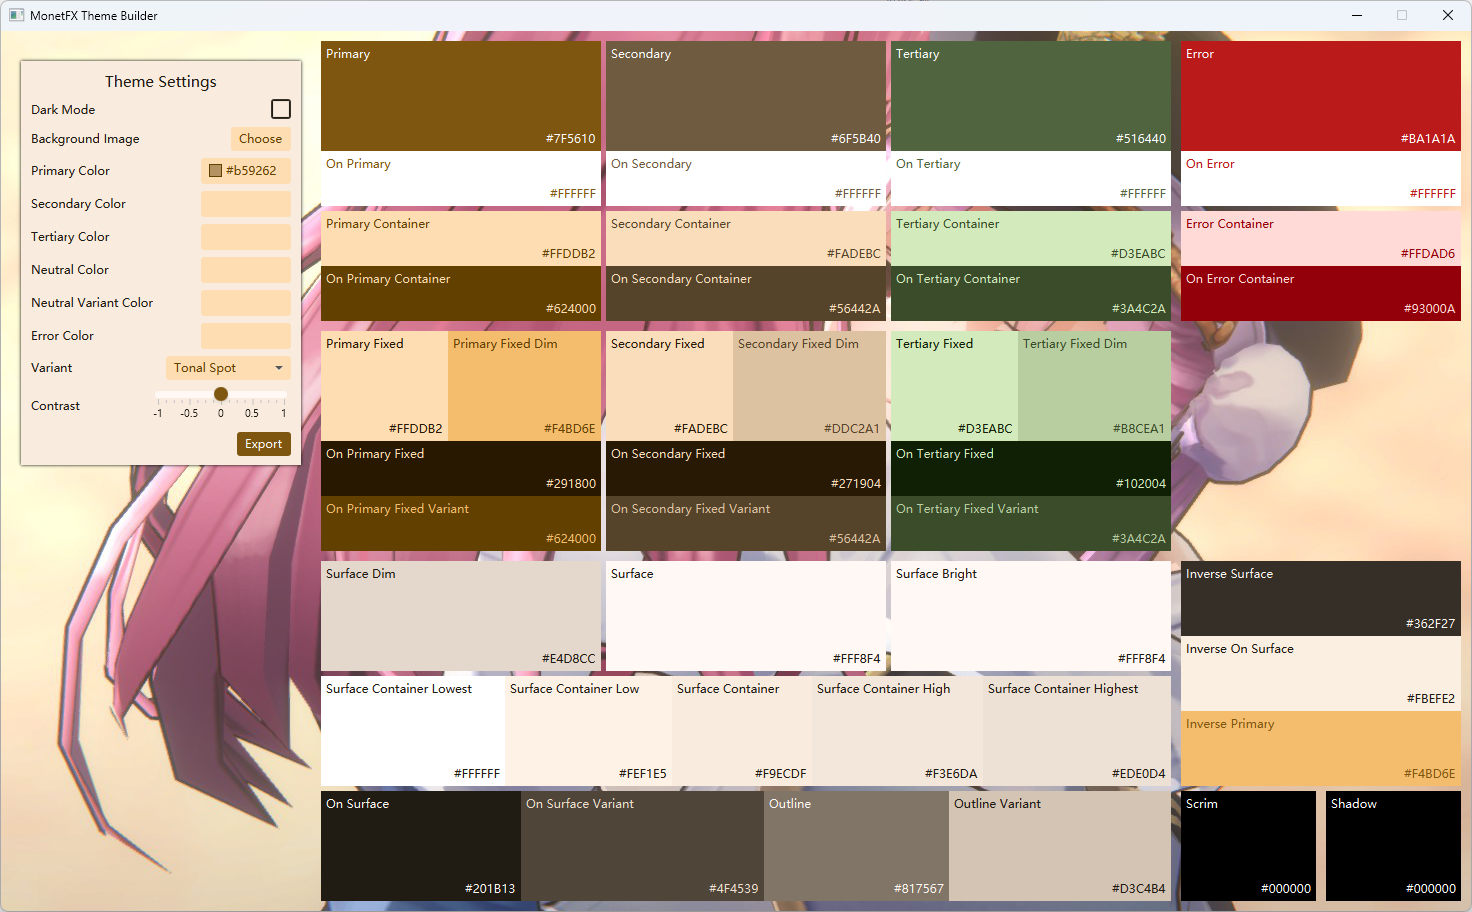 MonetFX Theme Builder
Theme Settings
Dark Mode
Background Image Choose
Primary Color #b59262
Secondary Color
Tertiary Color
Neutral Color
Neutral Variant Color
Error Color
Variant Tonal Spot
Contrast
-1 -0.5 0 0.5 1
Export
Primary
#7F5610
Secondary
#6F5B40
Tertiary
#516440
Error
#BA1A1A
On Primary
#FFFFFF
On Secondary
#FFFFFF
On Tertiary
#FFFFFF
On Error
#FFFFFF
Primary Container
#FFDDB2
Secondary Container
#FADEBC
Tertiary Container
#D3EABC
Error Container
#FFDAD6
On Primary Container
#624000
On Secondary Container
#56442A
On Tertiary Container
#3A4C2A
On Error Container
#93000A
Primary Fixed
#FFDDB2
Primary Fixed Dim
#F4BD6E
Secondary Fixed
#FADEBC
Secondary Fixed Dim
#DDC2A1
Tertiary Fixed
#D3EABC
Tertiary Fixed Dim
#B8CEA1
On Primary Fixed
#291800
On Secondary Fixed
#271904
On Tertiary Fixed
#102004
On Primary Fixed Variant
#624000
On Secondary Fixed Variant
#56442A
On Tertiary Fixed Variant
#3A4C2A
Surface Dim
#E4D8CC
Surface
#FFF8F4
Surface Bright
#FFF8F4
Inverse Surface
#362F27
Inverse On Surface
#FBEFE2
Inverse Primary
#F4BD6E
Surface Container Lowest
#FFFFFF
Surface Container Low
#FEF1E5
Surface Container
#F9ECDF
Surface Container High
#F3E6DA
Surface Container Highest
#EDE0D4
On Surface
#201B13
On Surface Variant
#4F4539
Outline
#817567
Outline Variant
#D3C4B4
Scrim
#000000
Shadow
#000000